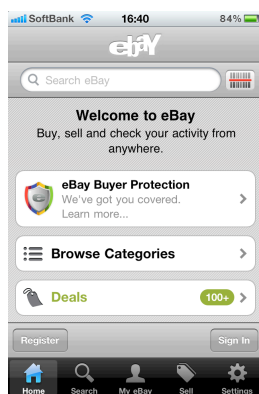 SoftBank 16:40 84%
ebaY
Search eBay
Welcome to eBay
Buy, sell and check your activity from
anywhere.
eBay Buyer Protection
We've got you covered.
Learn more...
Browse Categories
Deals 100+
Register Sign In
Home Search My eBay Sell Settings